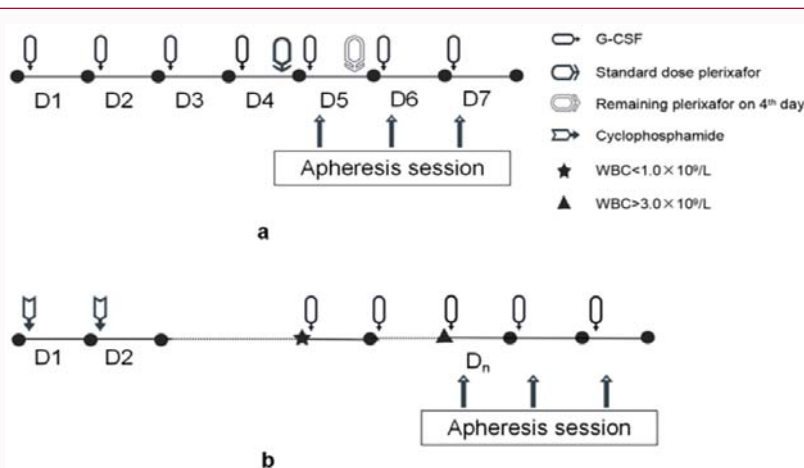 D1 D2 D3 D4 D5 D6 D7
Apheresis session
a
G-CSF
Standard dose plerixafor
Remaining plerixafor on 4th day
Cyclophosphamide
WBC<1.0×10⁹/L
WBC>3.0×10⁹/L
D1 D2 Dn
Apheresis session
b